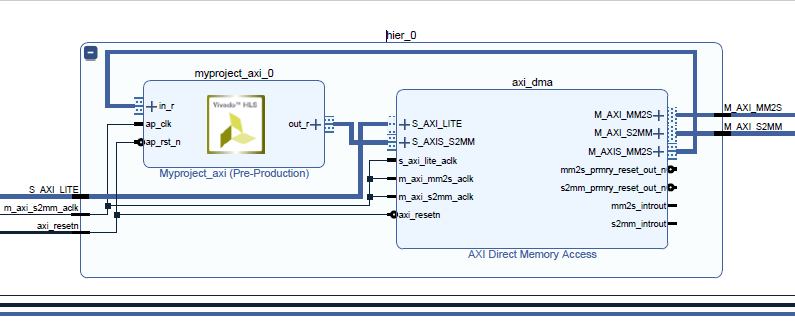 hier_0
myproject_axi_0
in_r
ap_clk
ap_rst_n
Vivado™ HLS
out_r
Myproject_axi (Pre-Production)
axi_dma
S_AXI_LITE
S_AXIS_S2MM
s_axi_lite_aclk
m_axi_mm2s_aclk
m_axi_s2mm_aclk
axi_resetn
M_AXI_MM2S
M_AXI_S2MM
M_AXIS_MM2S
mm2s_prmry_reset_out_n
s2mm_prmry_reset_out_n
mm2s_introut
s2mm_introut
AXI Direct Memory Access
S_AXI_LITE
m_axi_s2mm_aclk
axi_resetn
M_AXI_MM2S
M_AXI_S2MM